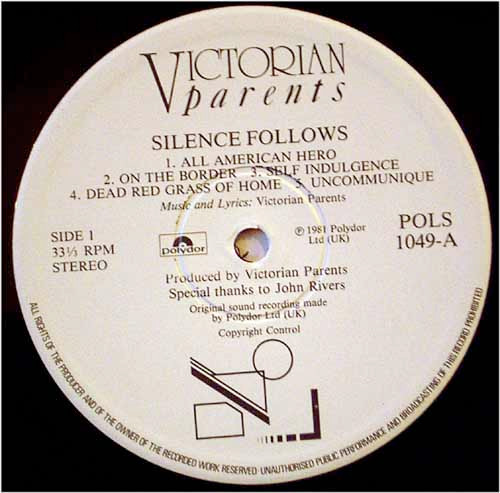 VICTORIAN
parents
SILENCE FOLLOWS
1. ALL AMERICAN HERO
2. ON THE BORDER 3. SELF INDULGENCE
4. DEAD RED GRASS OF HOME 5. UNCOMMUNIQUE
Music and Lyrics: Victorian Parents
SIDE 1
33⅓ RPM
STEREO
polydor
℗ 1981 Polydor
Ltd (UK)
POLS
1049-A
Produced by Victorian Parents
Special thanks to John Rivers
Original sound recording made
by Polydor Ltd (UK)
Copyright Control
ALL RIGHTS OF THE PRODUCER AND OF THE OWNER OF THE RECORDED WORK RESERVED · UNAUTHORISED PUBLIC PERFORMANCE AND BROADCASTING OF THIS RECORD PROHIBITED